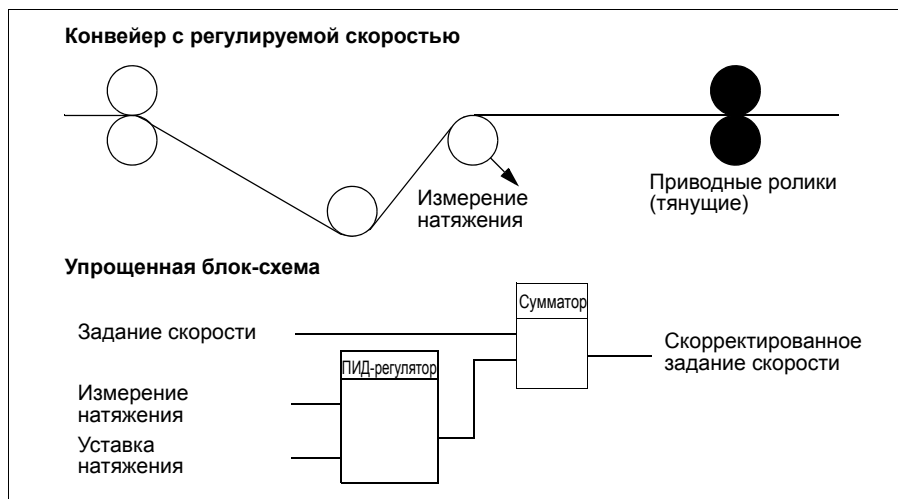 Конвейер с регулируемой скоростью
Измерение
натяжения
Приводные ролики
(тянущие)
Упрощенная блок-схема
Сумматор
Задание скорости
Скорректированное
задание скорости
ПИД-регулятор
Измерение
натяжения
Уставка
натяжения